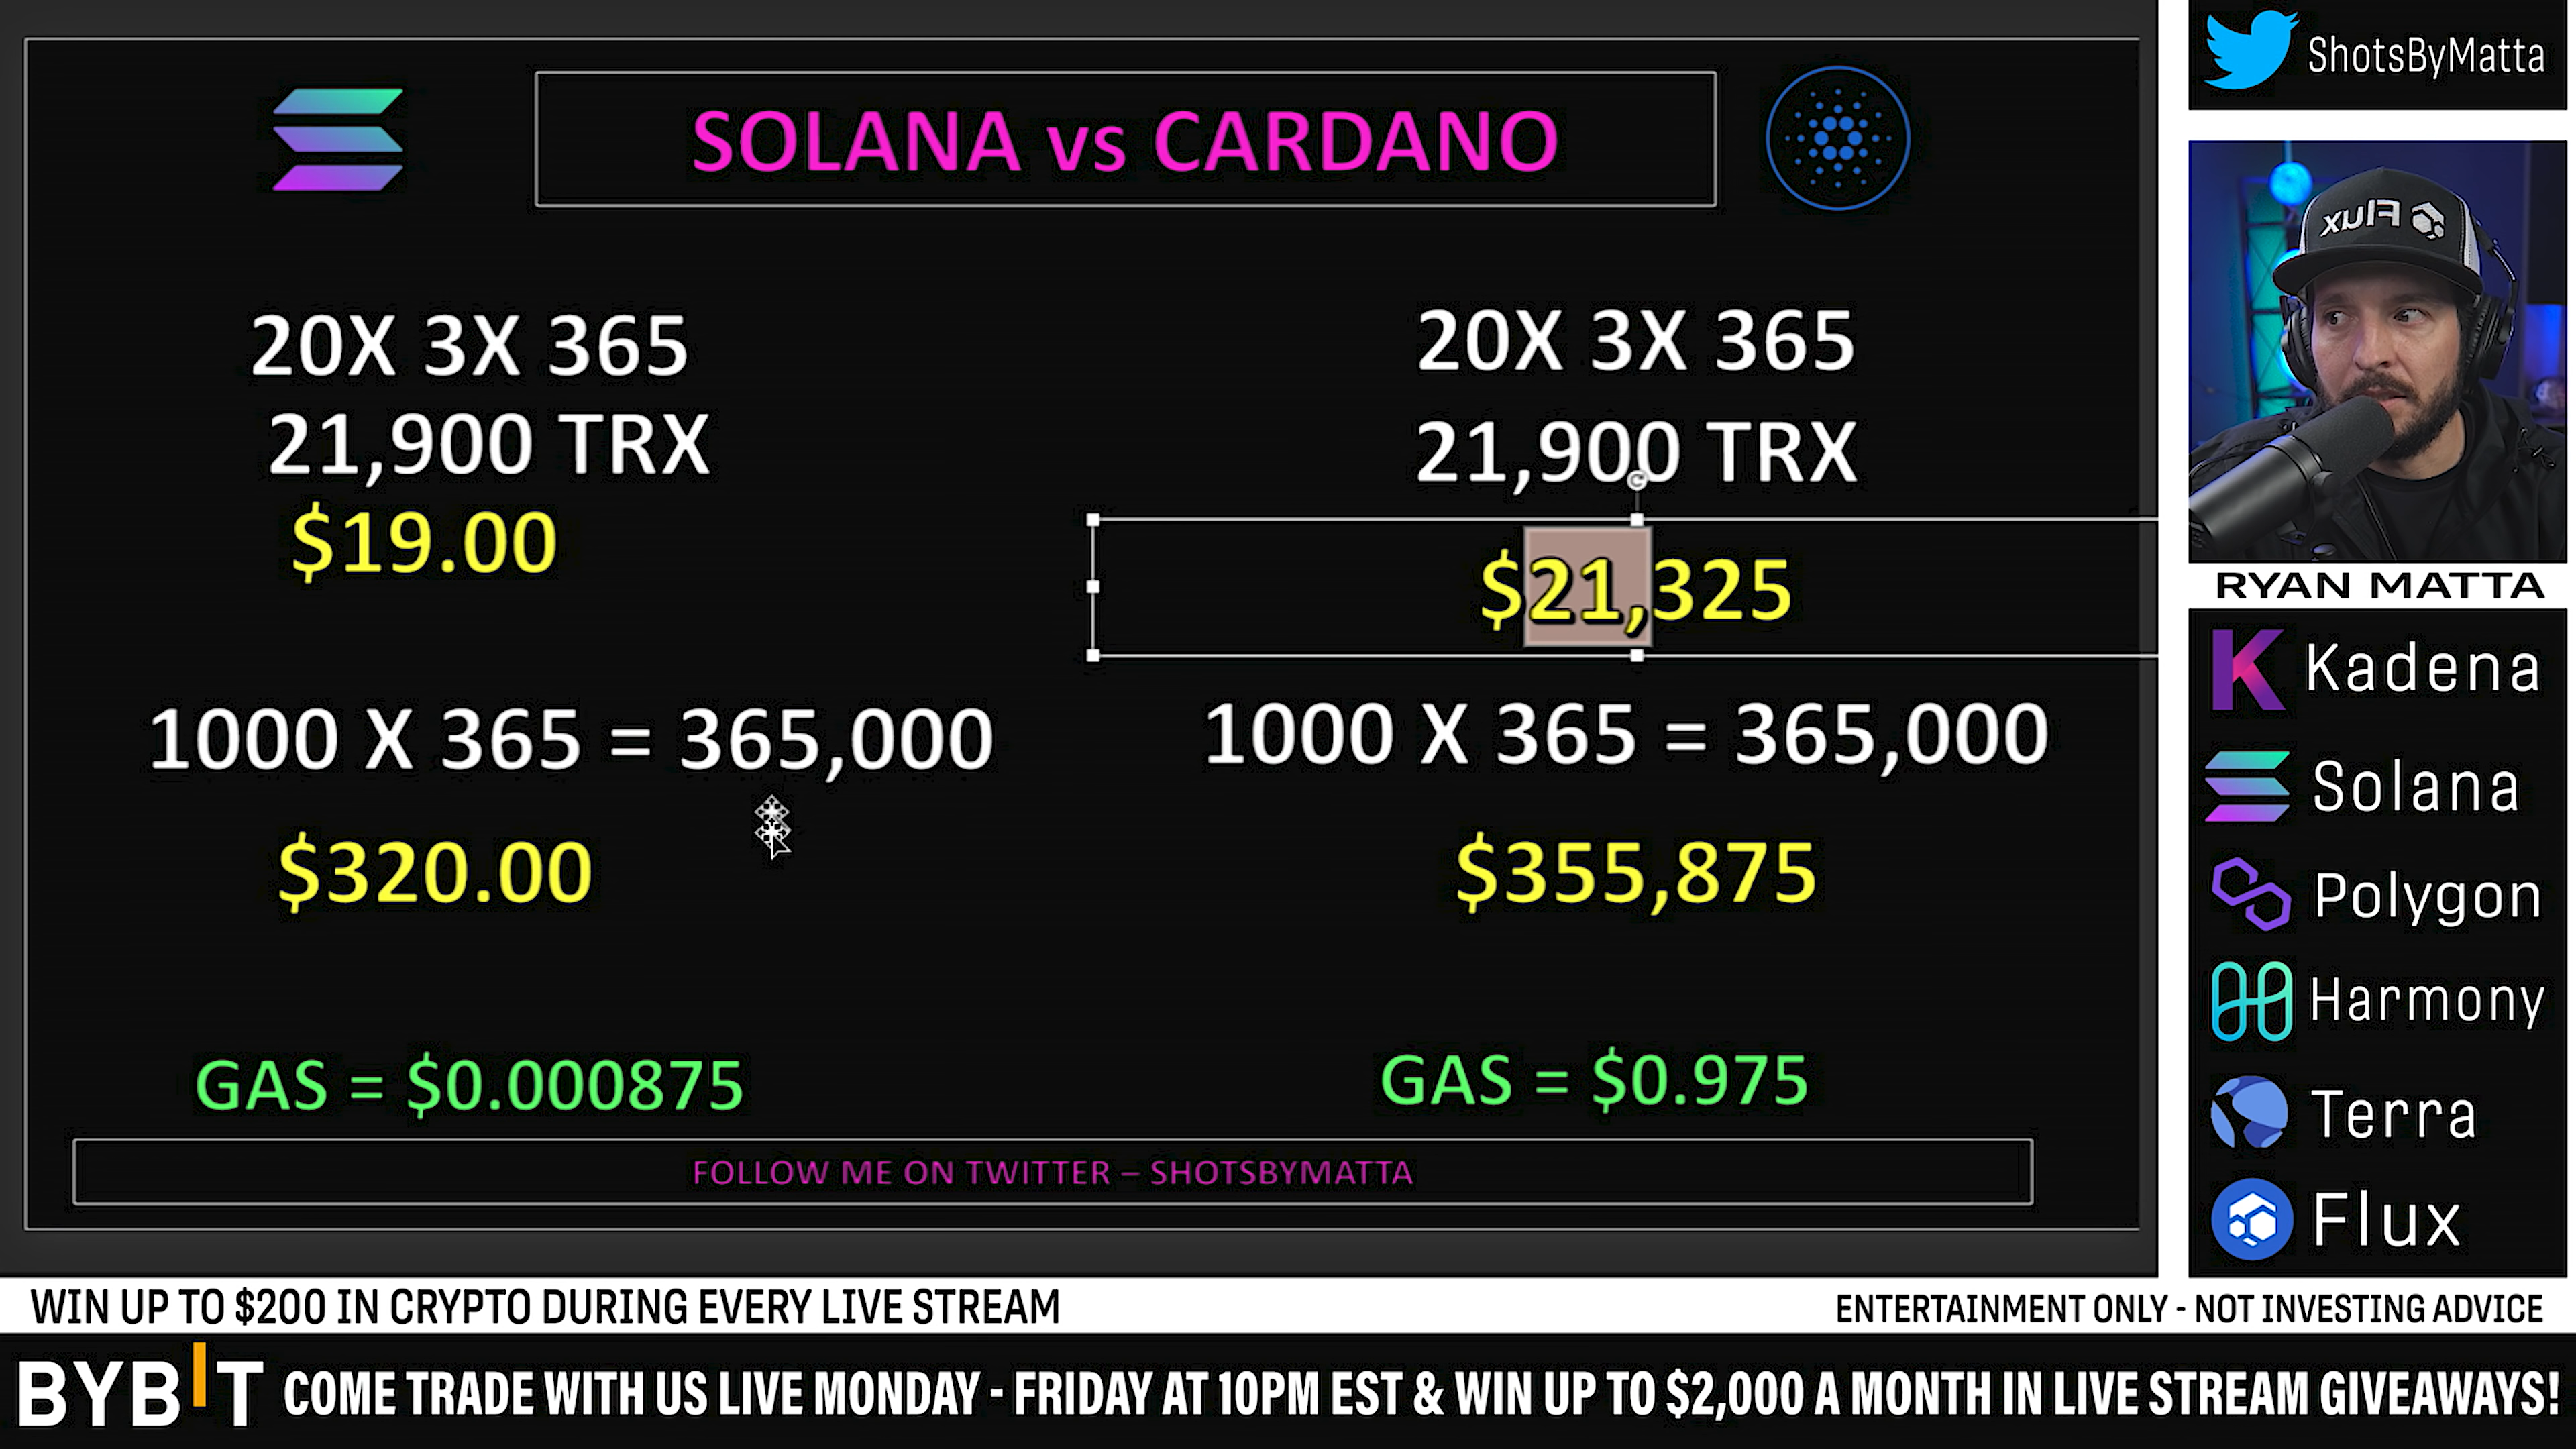 SOLANA vs CARDANO
20X 3X 365
21,900 TRX
$19.00
1000 X 365 = 365,000
$320.00
GAS = $0.000875
20X 3X 365
21,900 TRX
$21,325
1000 X 365 = 365,000
$355,875
GAS = $0.975
FOLLOW ME ON TWITTER – SHOTSBYMATTA
ShotsByMatta
Flux
RYAN MATTA
Kadena
Solana
Polygon
Harmony
Terra
Flux
WIN UP TO $200 IN CRYPTO DURING EVERY LIVE STREAM
ENTERTAINMENT ONLY - NOT INVESTING ADVICE
BYBIT COME TRADE WITH US LIVE MONDAY - FRIDAY AT 10PM EST & WIN UP TO $2,000 A MONTH IN LIVE STREAM GIVEAWAYS!